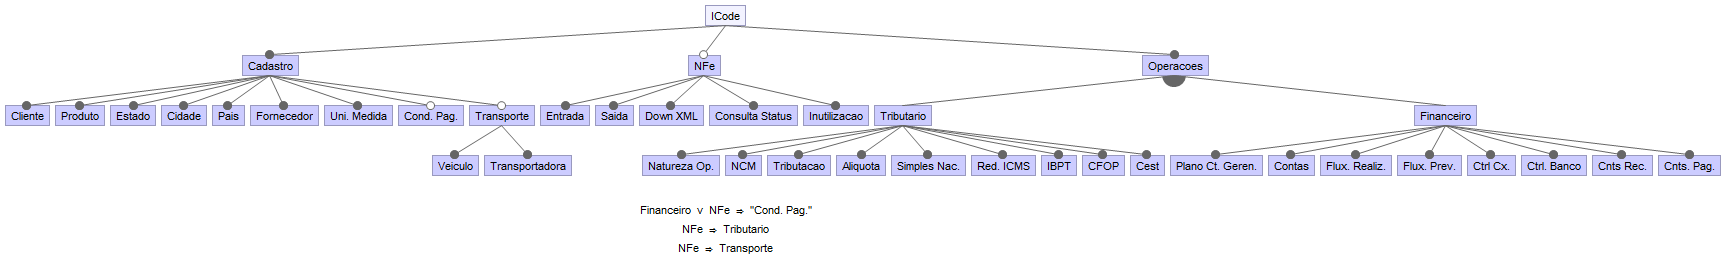 ICode
Cadastro NFe Operacoes
Cliente Produto Estado Cidade Pais Fornecedor Uni. Medida Cond. Pag. Transporte Entrada Saida Down XML Consulta Status Inutilizacao Tributario Financeiro
Veiculo Transportadora Natureza Op. NCM Tributacao Aliquota Simples Nac. Red. ICMS IBPT CFOP Cest Plano Ct. Geren. Contas Flux. Realiz. Flux. Prev. Ctrl Cx. Ctrl. Banco Cnts Rec. Cnts. Pag.
Financeiro ∨ NFe ⇒ "Cond. Pag."
NFe ⇒ Tributario
NFe ⇒ Transporte